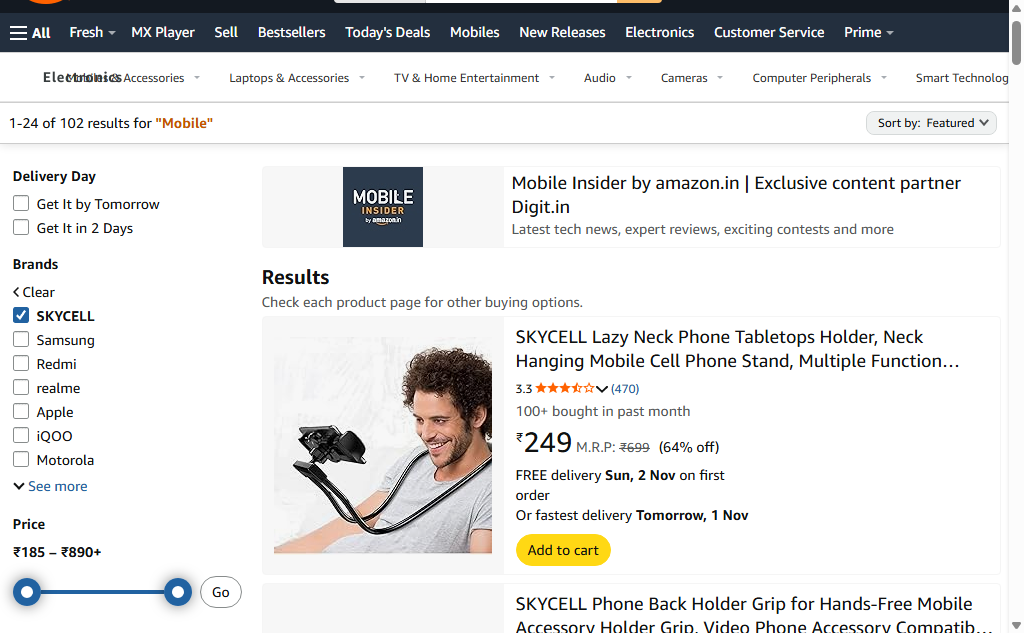 All Fresh MX Player Sell Bestsellers Today's Deals Mobiles New Releases Electronics Customer Service Prime
Electronics Mobiles & Accessories Laptops & Accessories TV & Home Entertainment Audio Cameras Computer Peripherals Smart Technolog
1-24 of 102 results for "Mobile"
Sort by: Featured
Delivery Day
Get It by Tomorrow
Get It in 2 Days
Brands
Clear
SKYCELL
Samsung
Redmi
realme
Apple
iQOO
Motorola
See more
Price
₹185 – ₹890+
Go
MOBILE
INSIDER
by amazon.in
Mobile Insider by amazon.in | Exclusive content partner
Digit.in
Latest tech news, expert reviews, exciting contests and more
Results
Check each product page for other buying options.
SKYCELL Lazy Neck Phone Tabletops Holder, Neck
Hanging Mobile Cell Phone Stand, Multiple Function…
3.3 (470)
100+ bought in past month
₹249 M.R.P: ₹699 (64% off)
FREE delivery Sun, 2 Nov on first
order
Or fastest delivery Tomorrow, 1 Nov
Add to cart
SKYCELL Phone Back Holder Grip for Hands-Free Mobile
Accessory Holder Grip, Video Phone Accessory Compatib…